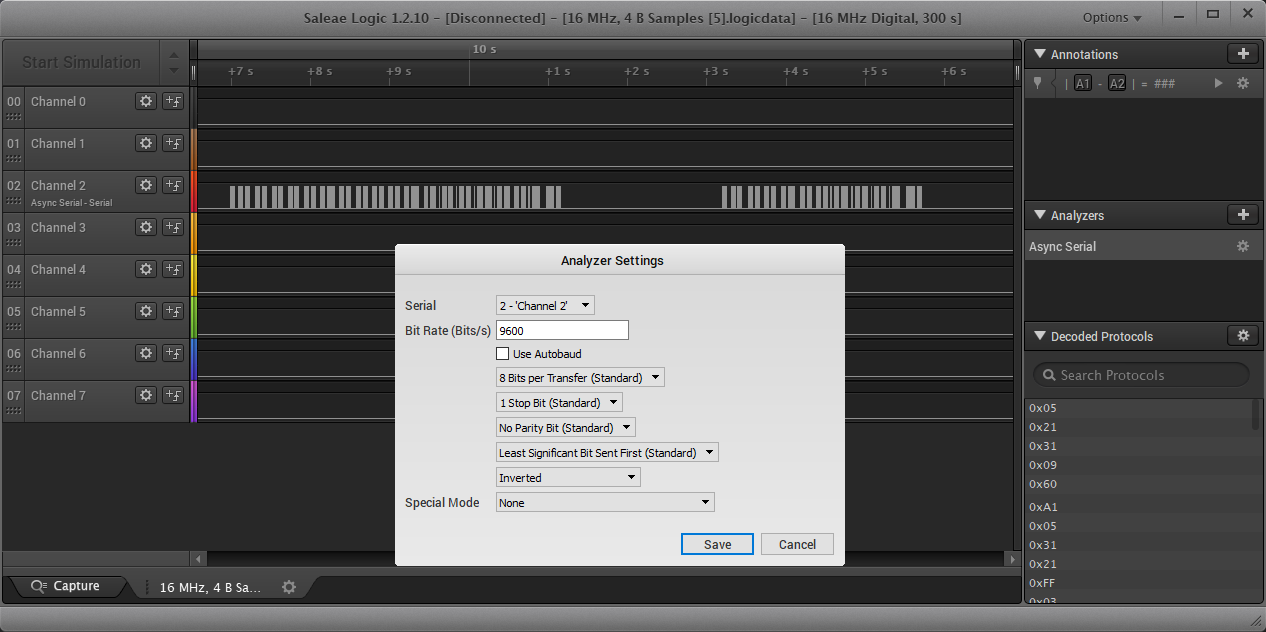 Saleae Logic 1.2.10 - [Disconnected] - [16 MHz, 4 B Samples [5].logicdata] - [16 MHz Digital, 300 s]
Options
Start Simulation
10 s
+7 s +8 s +9 s +1 s +2 s +3 s +4 s +5 s +6 s
00 Channel 0
01 Channel 1
02 Channel 2
Async Serial - Serial
03 Channel 3
04 Channel 4
05 Channel 5
06 Channel 6
07 Channel 7
Analyzer Settings
Serial 2 - 'Channel 2'
Bit Rate (Bits/s) 9600
Use Autobaud
8 Bits per Transfer (Standard)
1 Stop Bit (Standard)
No Parity Bit (Standard)
Least Significant Bit Sent First (Standard)
Inverted
Special Mode None
Save Cancel
Annotations
| A1 - A2 | = ###
Analyzers
Async Serial
Decoded Protocols
Search Protocols
0x05
0x21
0x31
0x09
0x60
0xA1
0x05
0x31
0x21
0xFF
0x03
Capture 16 MHz, 4 B Sa...